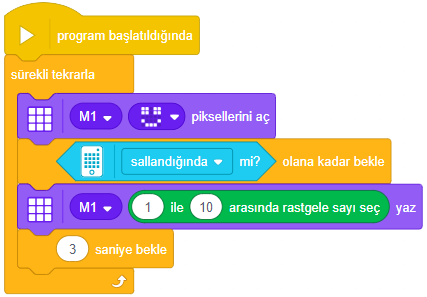 program başlatıldığında
sürekli tekrarla
M1 piksellerini aç
sallandığında mi? olana kadar bekle
M1 1 ile 10 arasında rastgele sayı seç yaz
3 saniye bekle